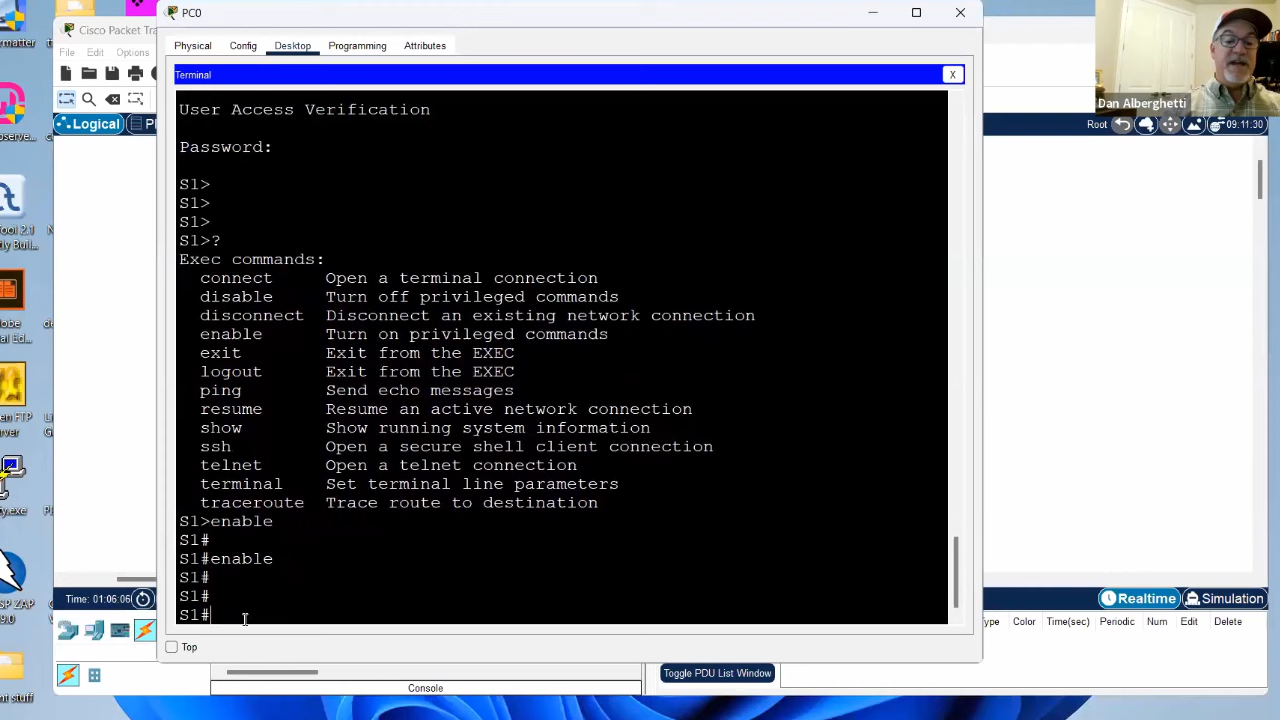 matter
Cisco Packet Tra
File Edit Options
PC0
Physical Config Desktop Programming Attributes
Terminal X
Dan Alberghetti
Logical
Root 09:11:30
User Access Verification
Password:
S1>
S1>
S1>
S1>?
Exec commands:
connect Open a terminal connection
disable Turn off privileged commands
disconnect Disconnect an existing network connection
enable Turn on privileged commands
exit Exit from the EXEC
logout Exit from the EXEC
ping Send echo messages
resume Resume an active network connection
show Show running system information
ssh Open a secure shell client connection
telnet Open a telnet connection
terminal Set terminal line parameters
traceroute Trace route to destination
S1>enable
S1#
S1#enable
S1#
S1#
S1#
Top
Time: 01:06:06
Realtime Simulation
Type Color Time(sec) Periodic Num Edit Delete
Toggle PDU List Window
Console